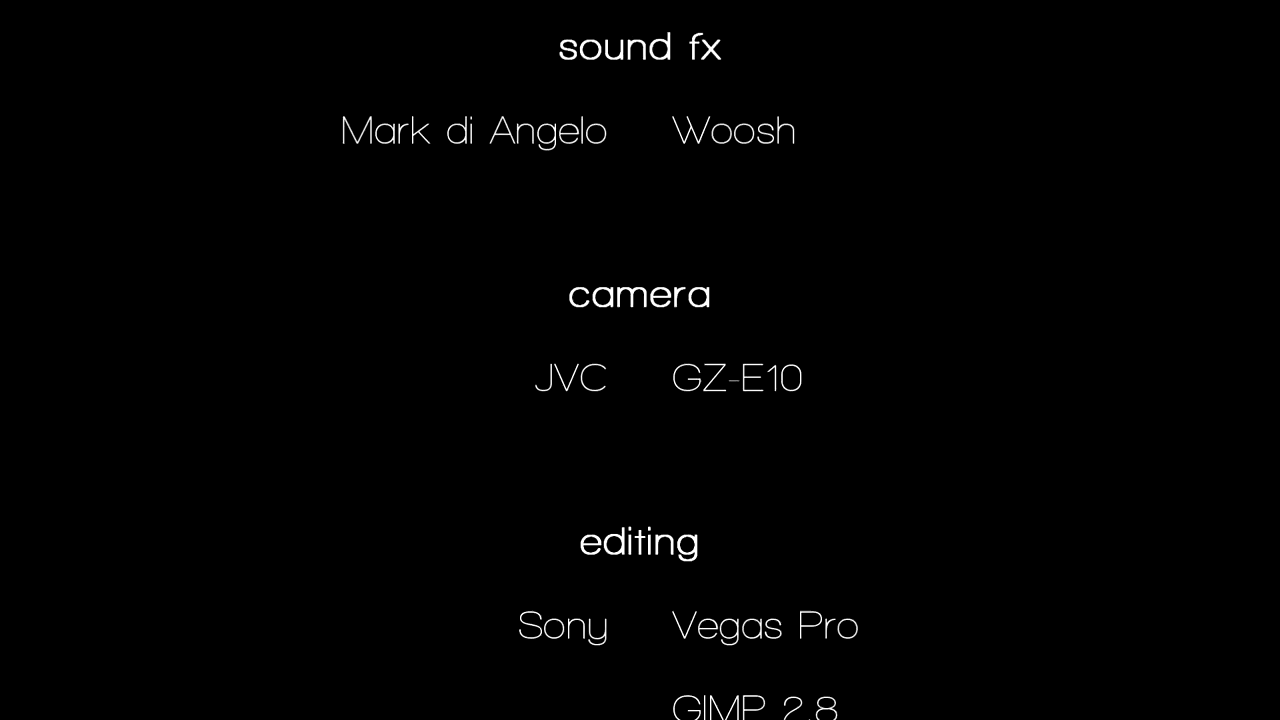 sound fx
Mark di Angelo Woosh
camera
JVC GZ-E10
editing
Sony Vegas Pro
GIMP 2.8